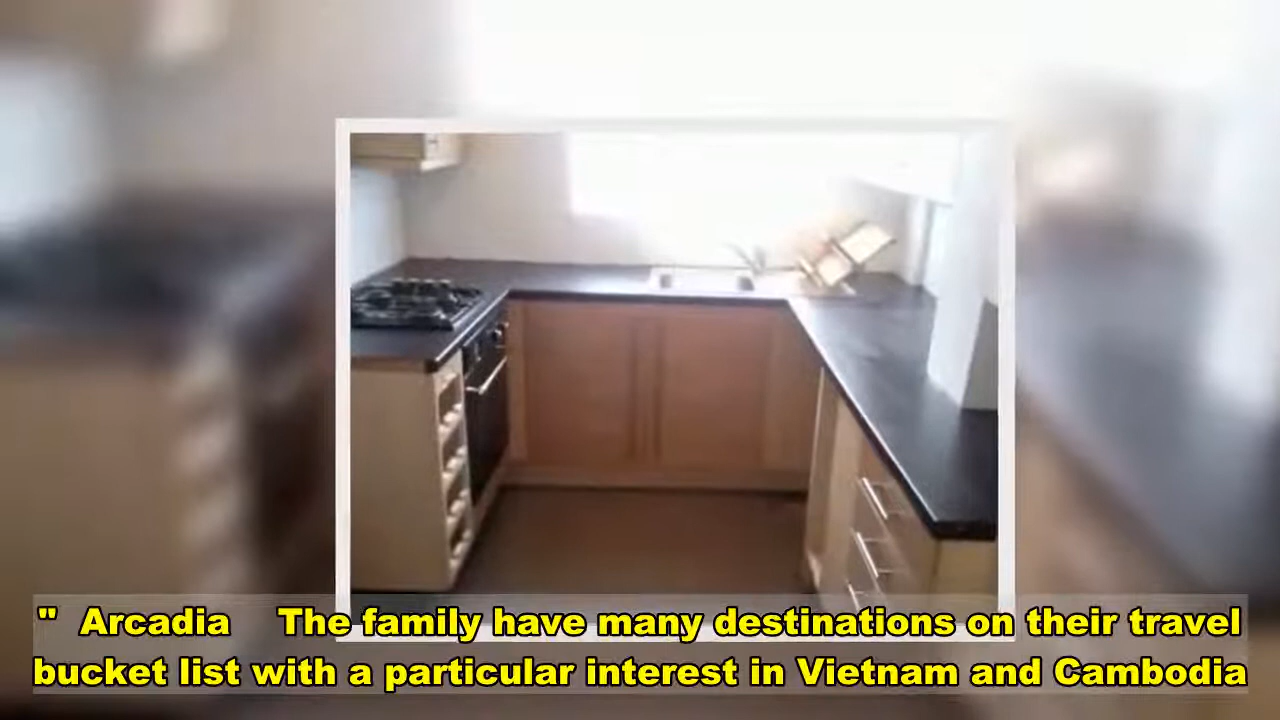 " Arcadia The family have many destinations on their travel
bucket list with a particular interest in Vietnam and Cambodia